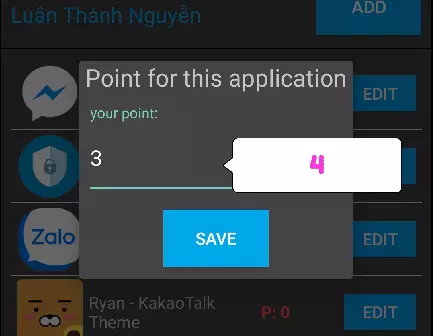 Luân Thành Nguyễn
ADD
Point for this application
EDIT
your point:
3
4
Zalo
EDIT
SAVE
Ryan - KakaoTalk
Theme
P: 0
EDIT